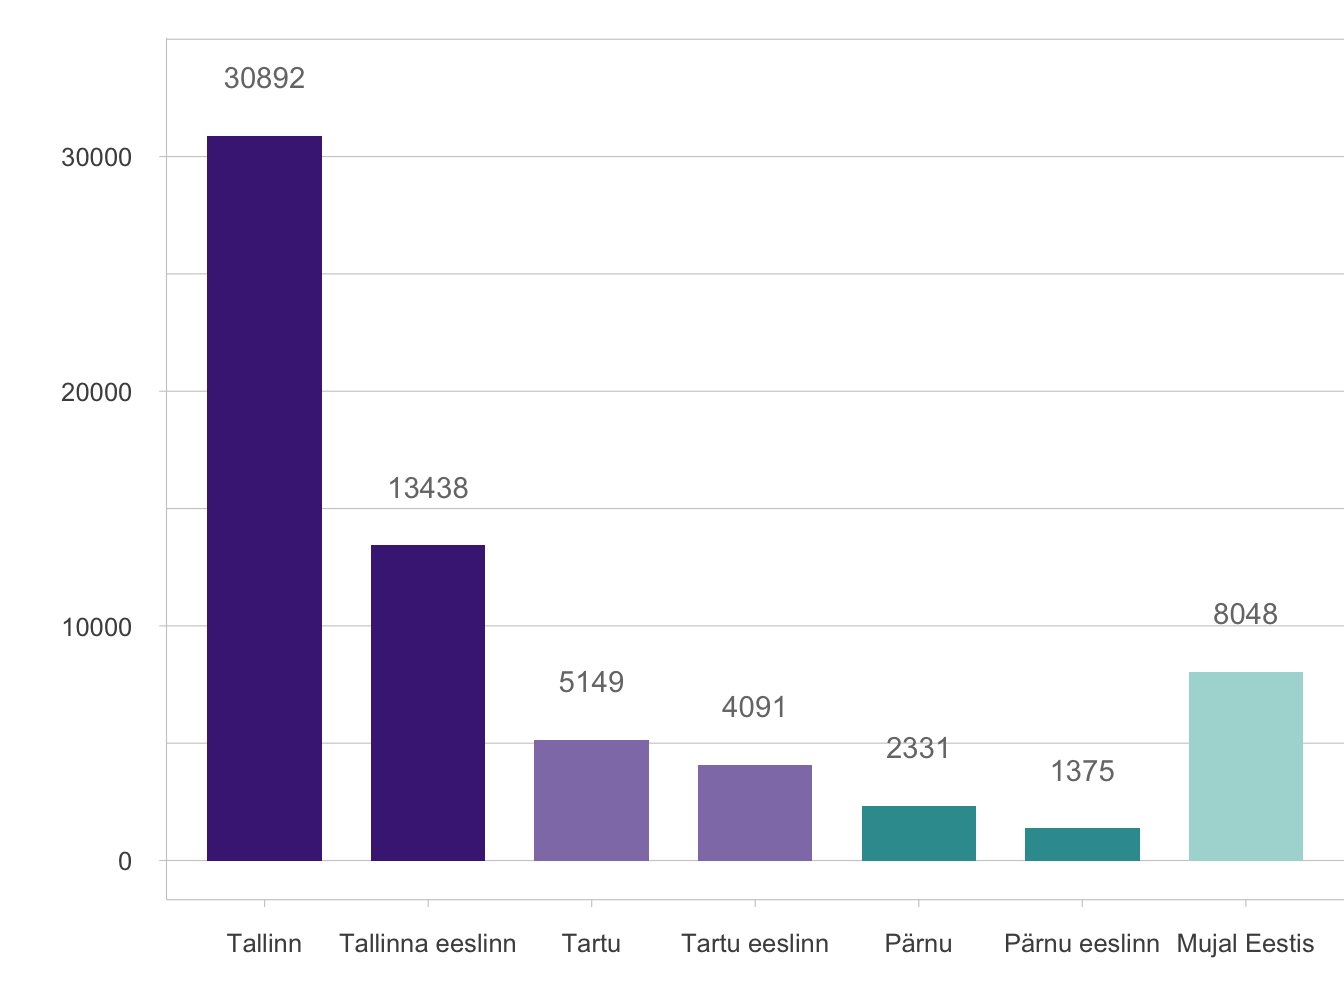 30892
30000
20000
13438
10000
8048
5149
4091
2331
1375
0
Tallinn
Tallinna eeslinn
Tartu
Tartu eeslinn
Pärnu
Pärnu eeslinn
Mujal Eestis